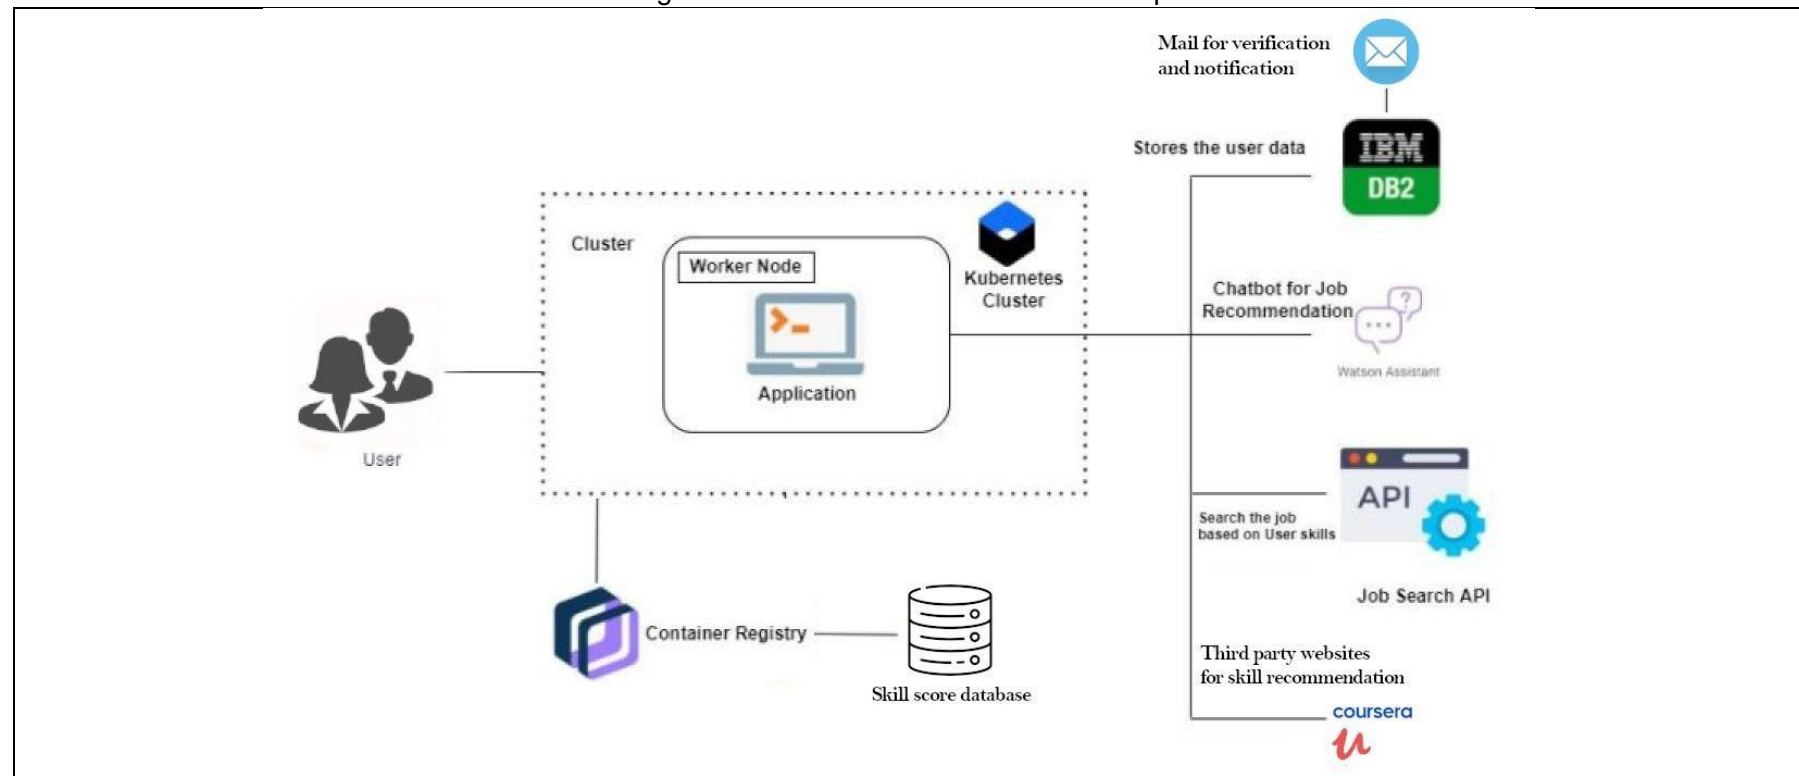 Mail for verification
and notification
IBM
DB2
Stores the user data
Cluster
Worker Node
Kubernetes
Cluster
Application
Chatbot for Job
Recommendation
?
Watson Assistant
User
API
Search the job
based on User skills
Job Search API
Container Registry
Skill score database
Third party websites
for skill recommendation
coursera
u